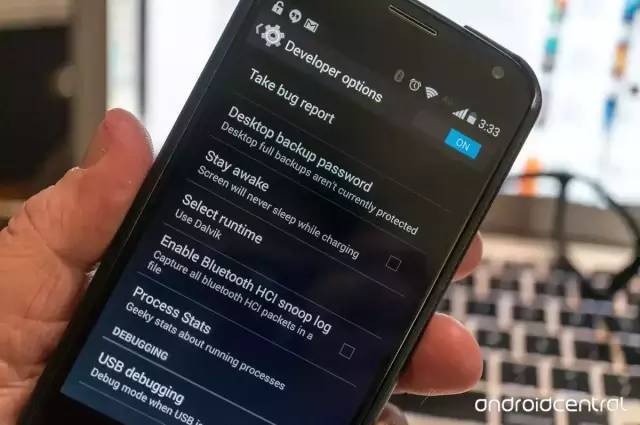 3:33
Developer options
ON
Take bug report
Desktop backup password
Desktop full backups aren't currently protected
Stay awake
Screen will never sleep while charging
Select runtime
Use Dalvik
Enable Bluetooth HCI snoop log
Capture all bluetooth HCI packets in a
file
Process Stats
Geeky stats about running processes
DEBUGGING
USB debugging
Debug mode when USB is
androidcentral